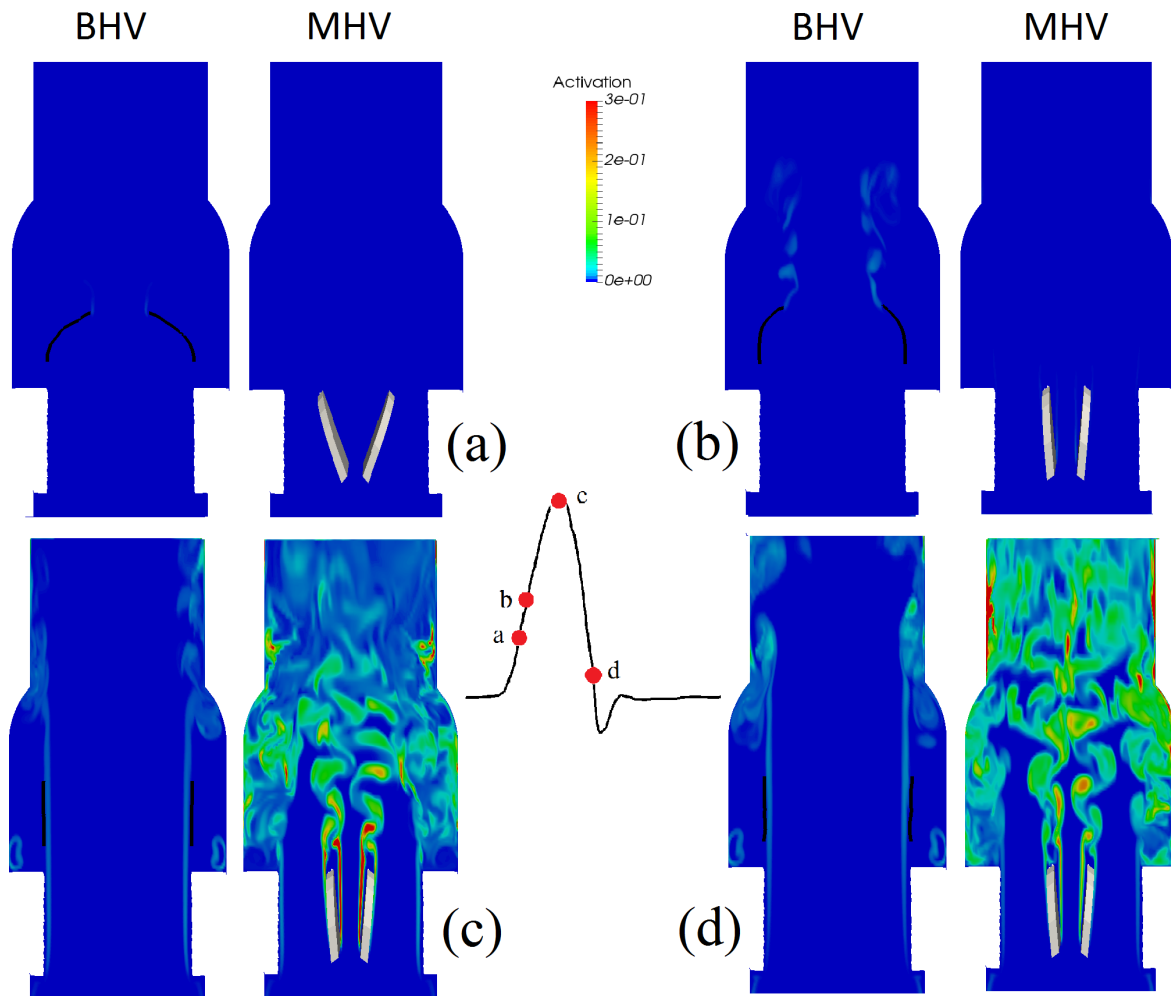 BHV
MHV
BHV
MHV
Activation
3e-01
2e-01
1e-01
0e+00
(a)
(b)
c
b
a
d
(c)
(d)